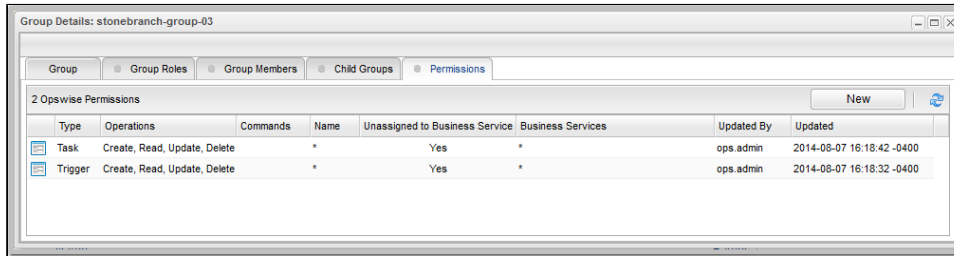 Group Details: stonebranch-group-03
Group Group Roles Group Members Child Groups Permissions
2 Opswise Permissions New
Type Operations Commands Name Unassigned to Business Service Business Services Updated By Updated
Task Create, Read, Update, Delete * Yes * ops.admin 2014-08-07 16:18:42 -0400
Trigger Create, Read, Update, Delete * Yes * ops.admin 2014-08-07 16:18:32 -0400